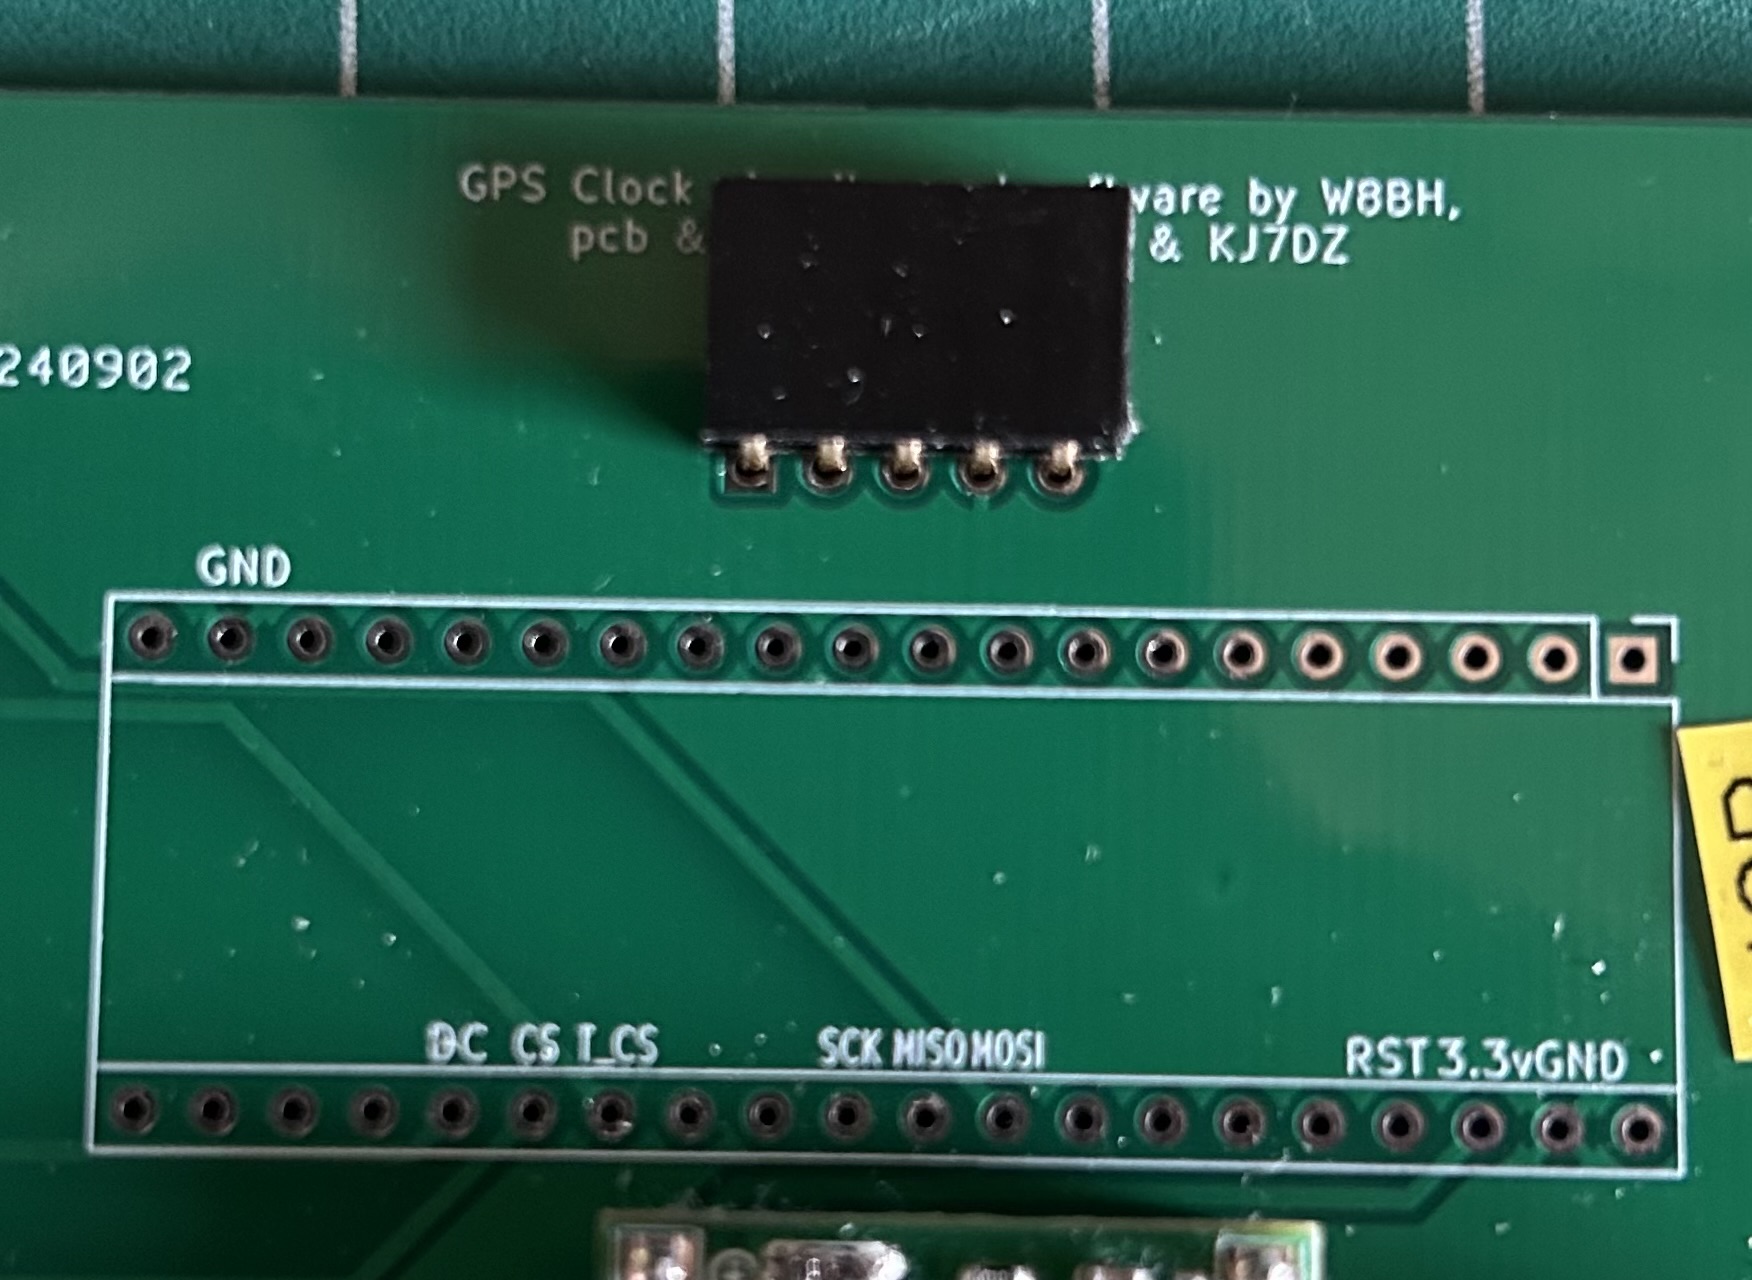 GPS Clock ware by W8BH,
pcb & & KJ7DZ
240902
GND
DC CS T_CS SCK MISO MOSI RST 3.3v GND